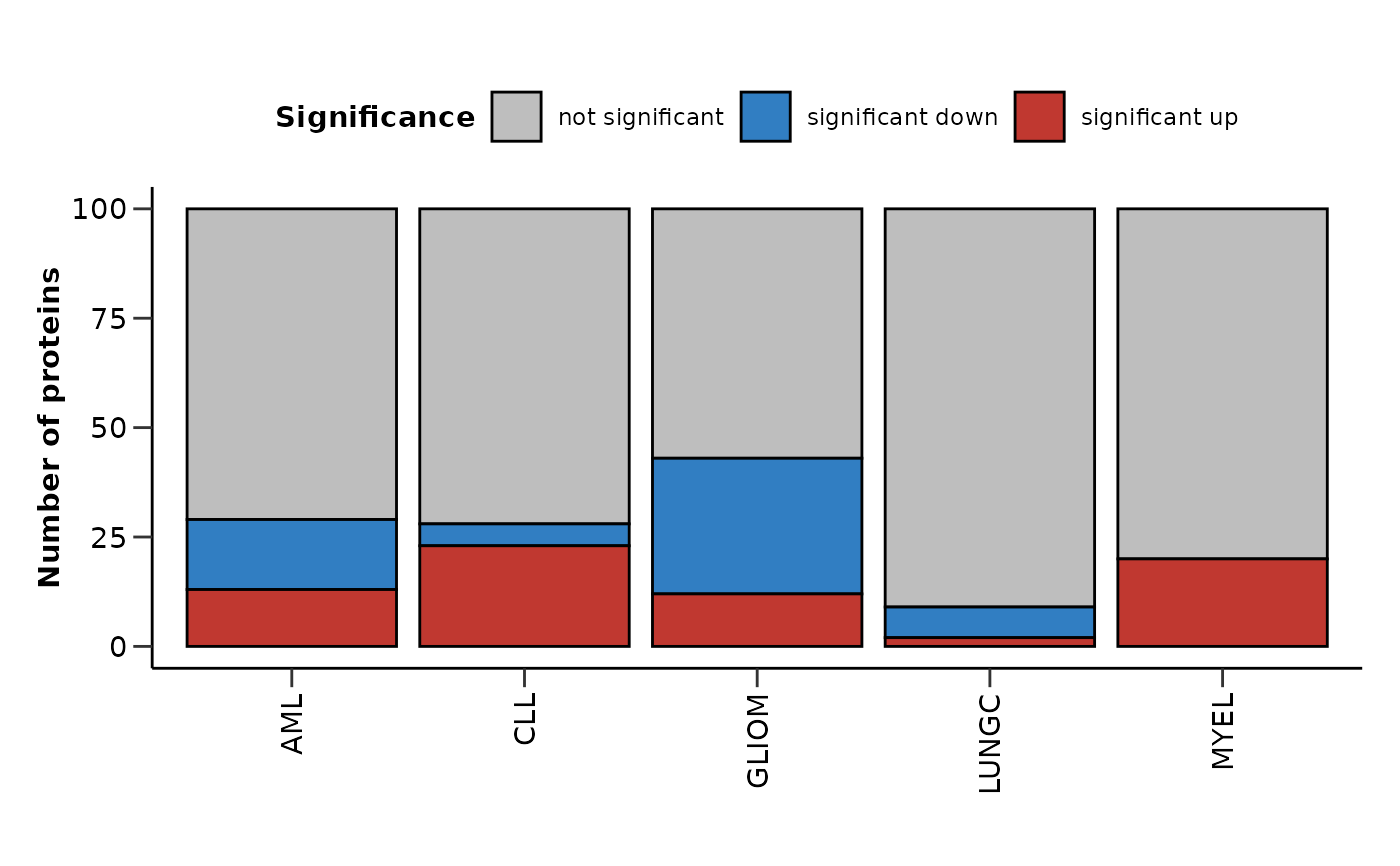 Significance not significant significant down significant up
Number of proteins
100
75
50
25
0
AML
CLL
GLIOM
LUNGC
MYEL